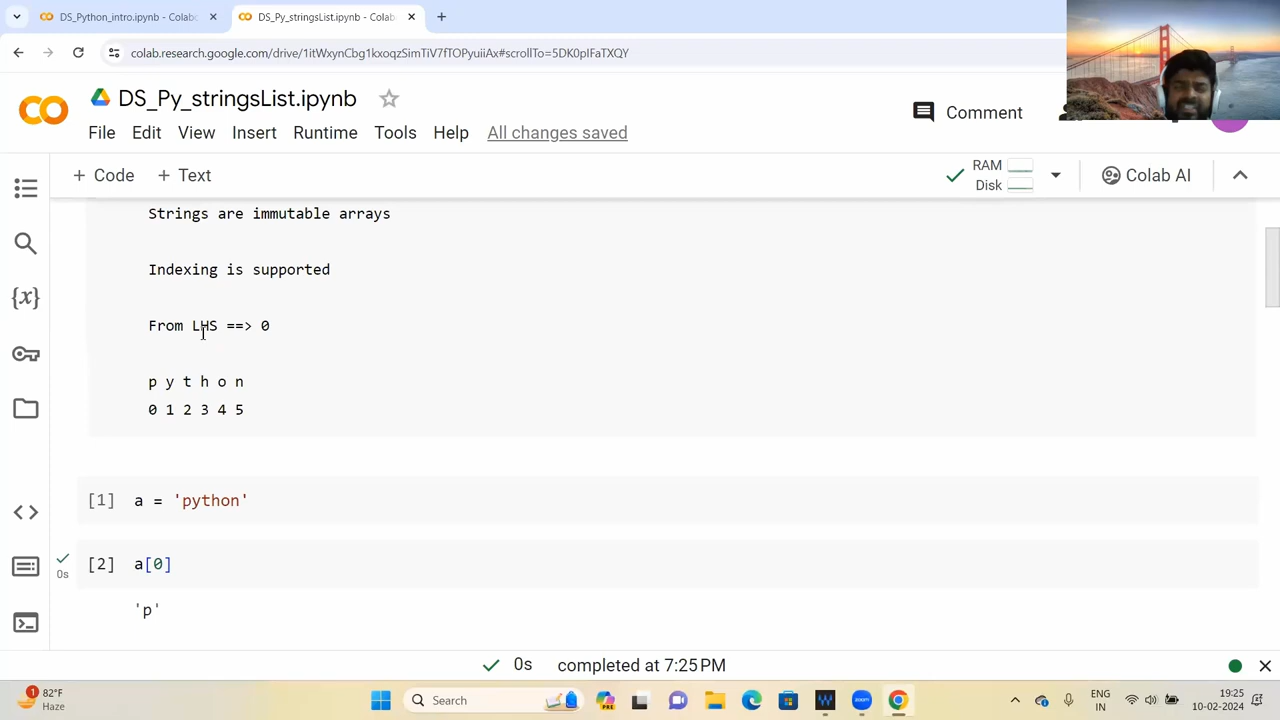 DS_Python_intro.ipynb - Colab
DS_Py_stringsList.ipynb - Colab
colab.research.google.com/drive/1itWxynCbg1kxoqzSimTiV7fTOPyuiiAx#scrollTo=5DK0pIFaTXQY
DS_Py_stringsList.ipynb
Comment
File Edit View Insert Runtime Tools Help All changes saved
+ Code + Text
RAM
Disk
Colab AI
Strings are immutable arrays
Indexing is supported
{x}
From LHS ==> 0
p y t h o n
0 1 2 3 4 5
[1] a = 'python'
[2] a[0]
0s
'p'
0s completed at 7:25 PM
1
82°F
Haze
Search
PRE
ENG
IN
19:25
10-02-2024